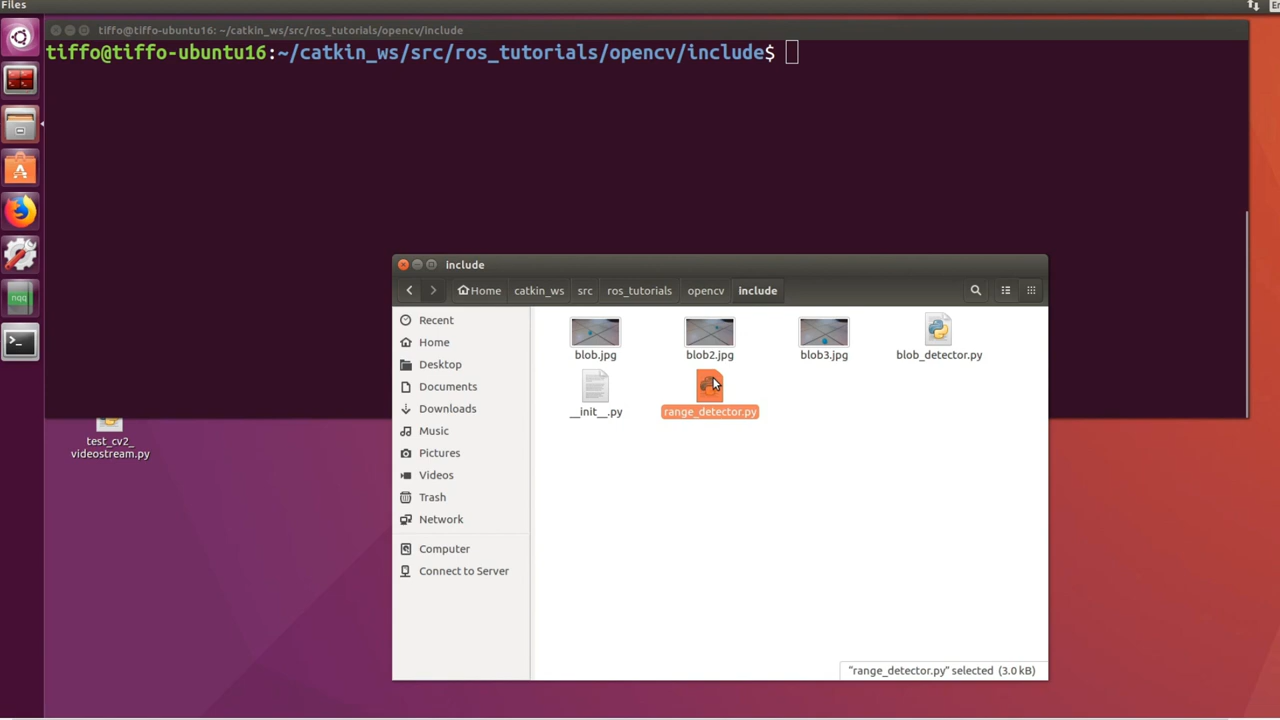 Files
En
tiffo@tiffo-ubuntu16: ~/catkin_ws/src/ros_tutorials/opencv/include
tiffo@tiffo-ubuntu16:~/catkin_ws/src/ros_tutorials/opencv/include$
nqq
include
Home
catkin_ws
src
ros_tutorials
opencv
include
Recent
Home
Desktop
Documents
Downloads
Music
Pictures
Videos
Trash
Network
Computer
Connect to Server
blob.jpg
blob2.jpg
blob3.jpg
blob_detector.py
__init__.py
range_detector.py
test_cv2_
videostream.py
"range_detector.py" selected (3.0 kB)